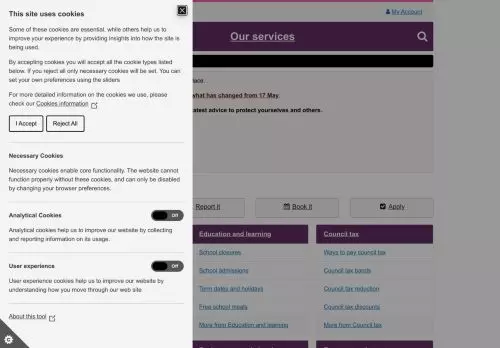 This site uses cookies
Some of these cookies are essential, while others help us to
improve your experience by providing insights into how the site is
being used.
By accepting cookies you will accept all the cookie types listed
below. If you reject all only necessary cookies will be set. You can
set your own preferences using the sliders
For more detailed information on the cookies we use, please
check our Cookies information
I Accept
Reject All
Necessary Cookies
Necessary cookies enable core functionality. The website cannot
function properly without these cookies, and can only be disabled
by changing your browser preferences.
Analytical Cookies
Off
Analytical cookies help us to improve our website by collecting
and reporting information on its usage.
User experience
Off
User experience cookies help us to improve our website by
understanding how you move through our web site
About this tool
My Account
Our services
what has changed from 17 May.
latest advice to protect yourselves and others.
Report it
Book it
Apply
Education and learning
School closures
School admissions
Term dates and holidays
Free school meals
More from Education and learning
Council tax
Ways to pay council tax
Council tax bands
Council tax reduction
Council tax discounts
More from Council tax